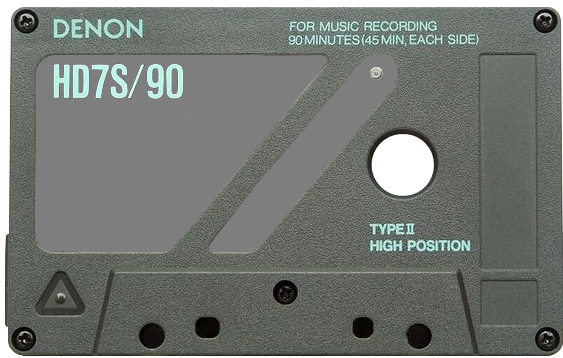 DENON
FOR MUSIC RECORDING
90 MINUTES (45 MIN, EACH SIDE)
HD7S/90
TYPE II
HIGH POSITION